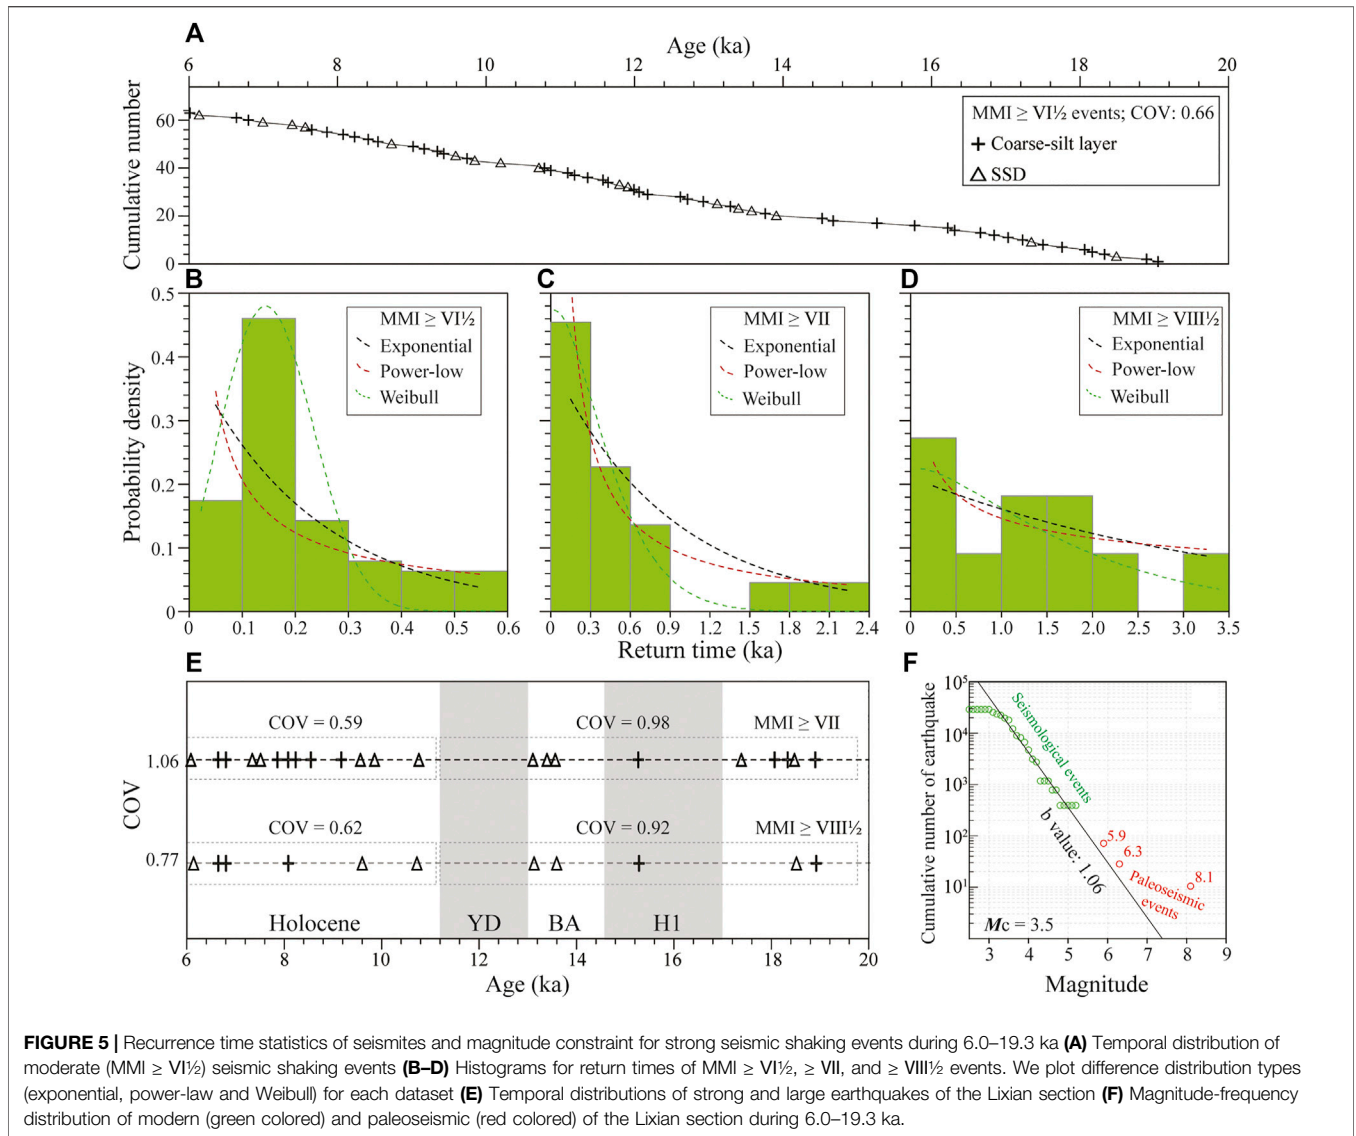 A
Age (ka)
6 8 10 12 14 16 18 20
Cumulative number
60
40
20
0
MMI ≥ VI½ events; COV: 0.66
Coarse-silt layer
SSD
B
C
D
Probability density
0.5
0.4
0.3
0.2
0.1
0
MMI ≥ VI½
Exponential
Power-low
Weibull
0 0.1 0.2 0.3 0.4 0.5 0.6
MMI ≥ VII
Exponential
Power-low
Weibull
0 0.3 0.6 0.9 1.2 1.5 1.8 2.1 2.4
MMI ≥ VIII½
Exponential
Power-low
Weibull
0 0.5 1.0 1.5 2.0 2.5 3.0 3.5
Return time (ka)
E
COV
COV = 0.59 COV = 0.98 MMI ≥ VII
1.06
COV = 0.62 COV = 0.92 MMI ≥ VIII½
0.77
Holocene YD BA H1
6 8 10 12 14 16 18 20
Age (ka)
F
Cumulative number of earthquake
10⁵
10⁴
10³
10²
10¹
Seismological events
b value: 1.06
5.9
6.3
8.1
Paleoseismic
events
Mc = 3.5
3 4 5 6 7 8 9
Magnitude
FIGURE 5 | Recurrence time statistics of seismites and magnitude constraint for strong seismic shaking events during 6.0–19.3 ka (A) Temporal distribution of
moderate (MMI ≥ VI½) seismic shaking events (B–D) Histograms for return times of MMI ≥ VI½, ≥ VII, and ≥ VIII½ events. We plot difference distribution types
(exponential, power-law and Weibull) for each dataset (E) Temporal distributions of strong and large earthquakes of the Lixian section (F) Magnitude-frequency
distribution of modern (green colored) and paleoseismic (red colored) of the Lixian section during 6.0–19.3 ka.